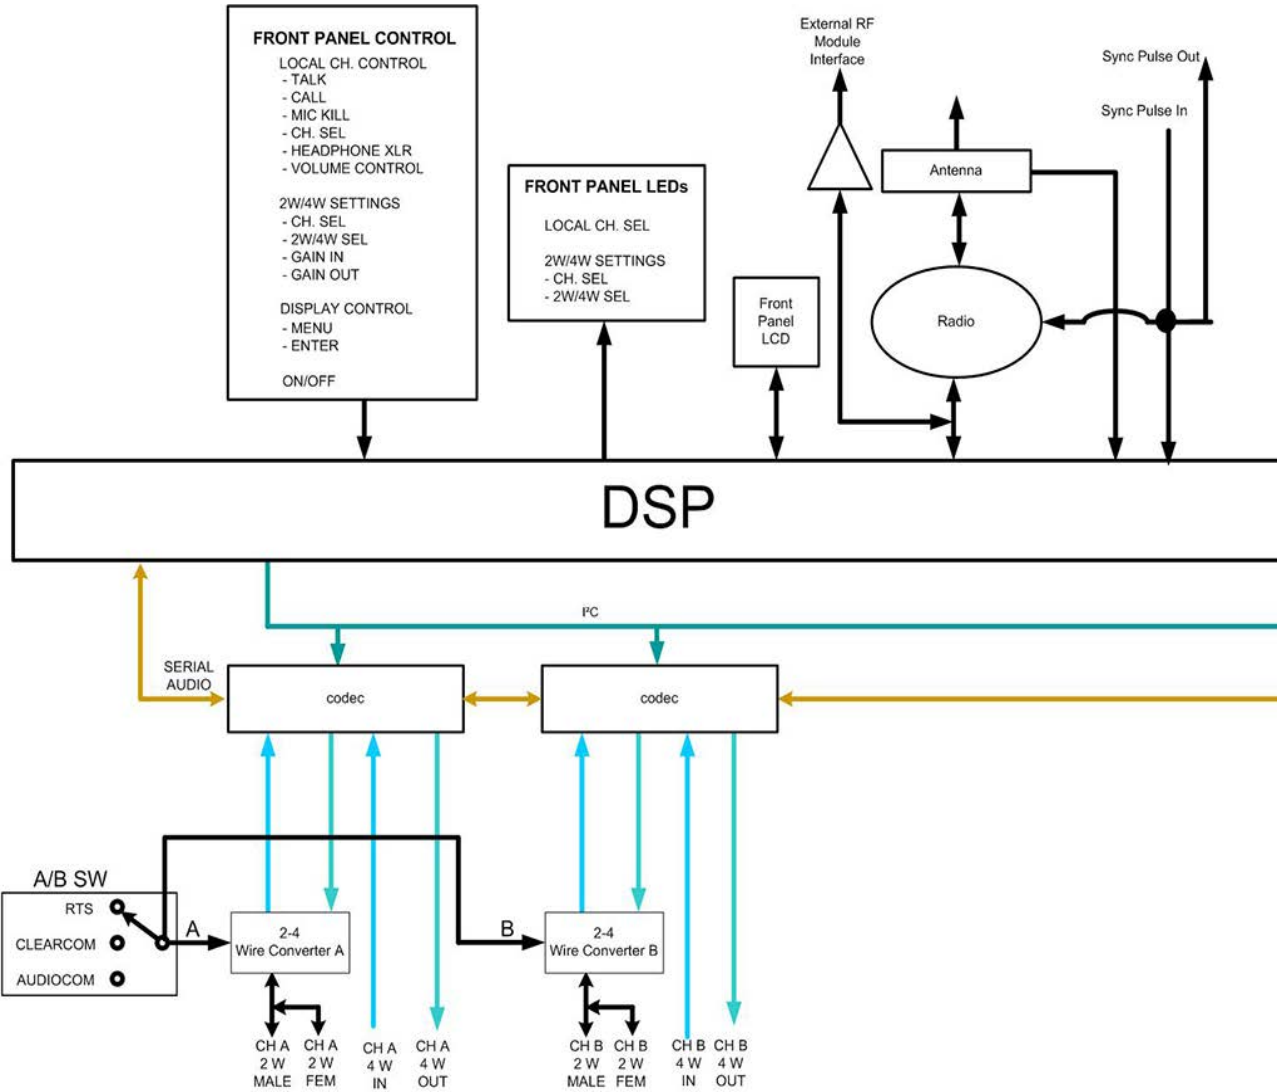 FRONT PANEL CONTROL
LOCAL CH. CONTROL
- TALK
- CALL
- MIC KILL
- CH. SEL
- HEADPHONE XLR
- VOLUME CONTROL
2W/4W SETTINGS
- CH. SEL
- 2W/4W SEL
- GAIN IN
- GAIN OUT
DISPLAY CONTROL
- MENU
- ENTER
ON/OFF
FRONT PANEL LEDs
LOCAL CH. SEL
2W/4W SETTINGS
- CH. SEL
- 2W/4W SEL
Front
Panel
LCD
External RF
Module
Interface
Antenna
Radio
Sync Pulse Out
Sync Pulse In
DSP
I²C
SERIAL
AUDIO
codec
codec
A/B SW
RTS
CLEARCOM
AUDIOCOM
A
2-4
Wire Converter A
B
2-4
Wire Converter B
CH A
2 W
MALE
CH A
2 W
FEM
CH A
4 W
IN
CH A
4 W
OUT
CH B
2 W
MALE
CH B
2 W
FEM
CH B
4 W
IN
CH B
4 W
OUT